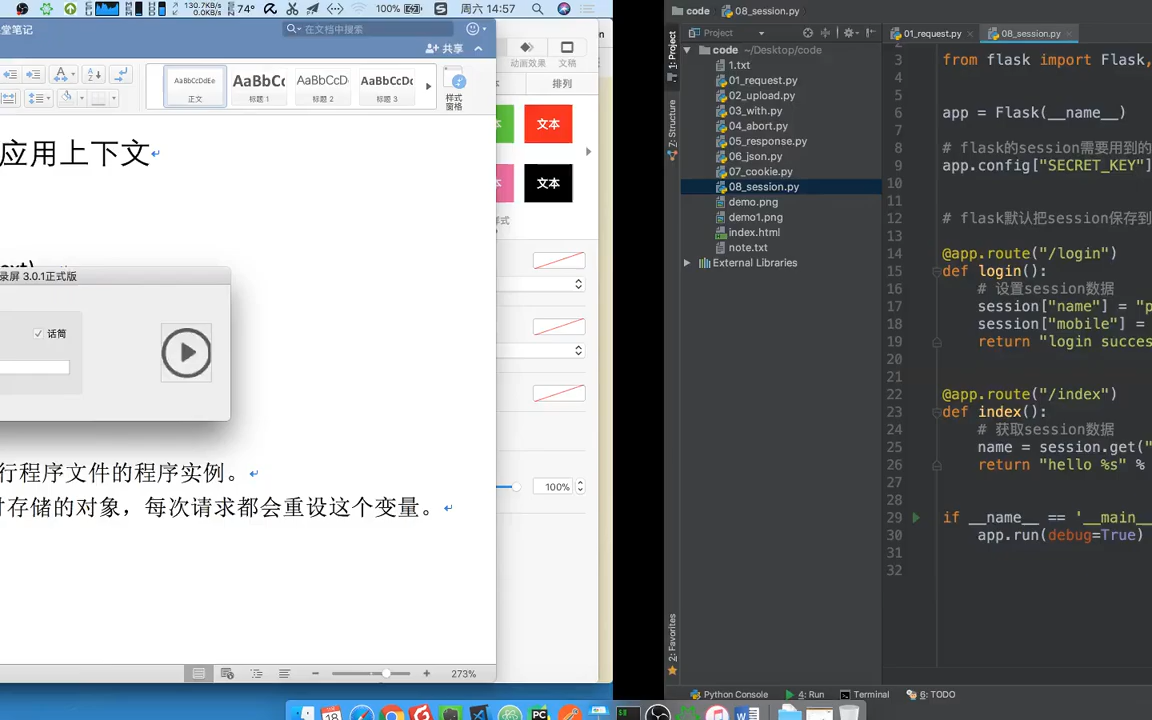 130.7KB/s
0.0KB/s
74°
100%
周六 14:57
堂笔记
在文档中搜索
共享
AaBbCcDdEe
正文
AaBbCc
标题 1
AaBbCcD
标题 2
AaBbCcDc
标题 3
样式
窗格
动画效果
文稿
排列
文本
文本
应用上下文
录屏 3.0.1正式版
话筒
行程序文件的程序实例。
时存储的对象，每次请求都会重设这个变量。
100%
273%
code
08_session.py
Project
01_request.py
08_session.py
1: Project
7: Structure
2: Favorites
code ~/Desktop/code
1.txt
01_request.py
02_upload.py
03_with.py
04_abort.py
05_response.py
06_json.py
07_cookie.py
08_session.py
demo.png
demo1.png
index.html
note.txt
External Libraries
2
3 from flask import Flask,
4
5
6 app = Flask(__name__)
7
8 # flask的session需要用到的
9 app.config["SECRET_KEY"]
10
11
12 # flask默认把session保存到
13
14 @app.route("/login")
15 def login():
16 # 设置session数据
17 session["name"] = "p
18 session["mobile"] =
19 return "login succes
20
21
22 @app.route("/index")
23 def index():
24 # 获取session数据
25 name = session.get("
26 return "hello %s" %
27
28
29 if __name__ == '__main__
30 app.run(debug=True)
31
32
Python Console
4: Run
Terminal
6: TODO
18
PC